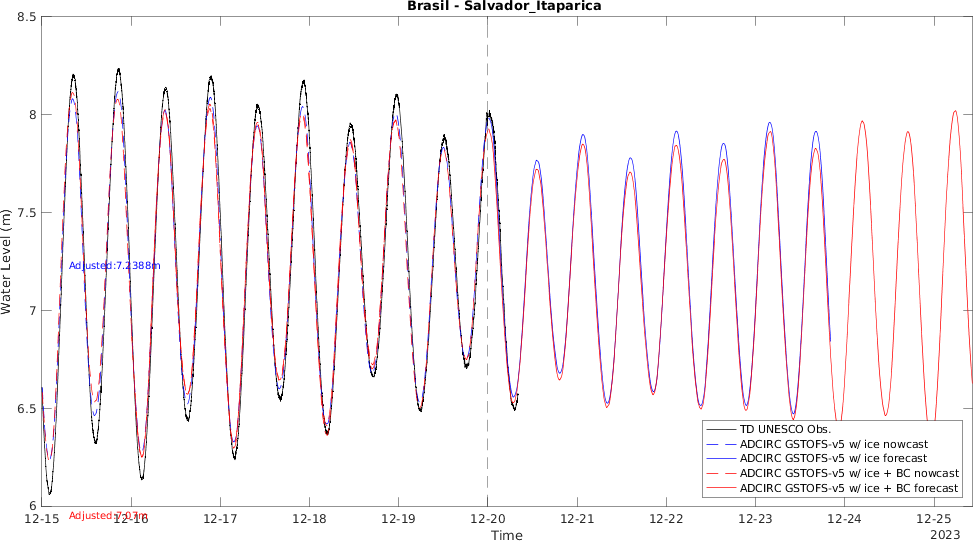 Brasil - Salvador_Itaparica
Water Level (m)
8.5
8
7.5
7
6.5
6
Adjusted:7.2388m
Adjusted:7.07m
TD UNESCO Obs.
ADCIRC GSTOFS-v5 w/ ice nowcast
ADCIRC GSTOFS-v5 w/ ice forecast
ADCIRC GSTOFS-v5 w/ ice + BC nowcast
ADCIRC GSTOFS-v5 w/ ice + BC forecast
12-15 12-16 12-17 12-18 12-19 12-20 12-21 12-22 12-23 12-24 12-25
Time
2023